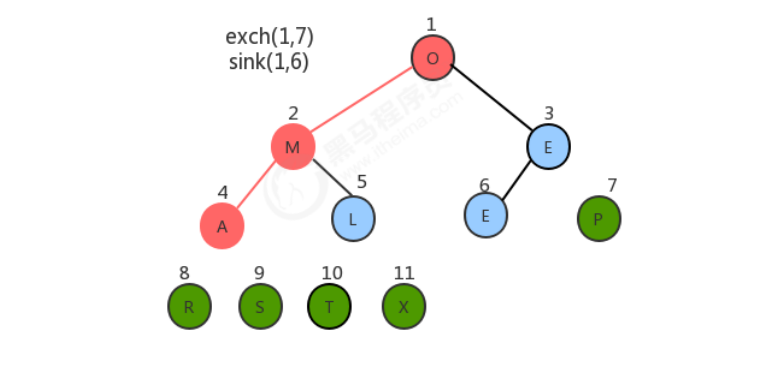 exch(1,7)
sink(1,6)
1
O
2
M
3
E
4
A
5
L
6
E
7
P
8
R
9
S
10
T
11
X
黑马程序员
www.itheima.com